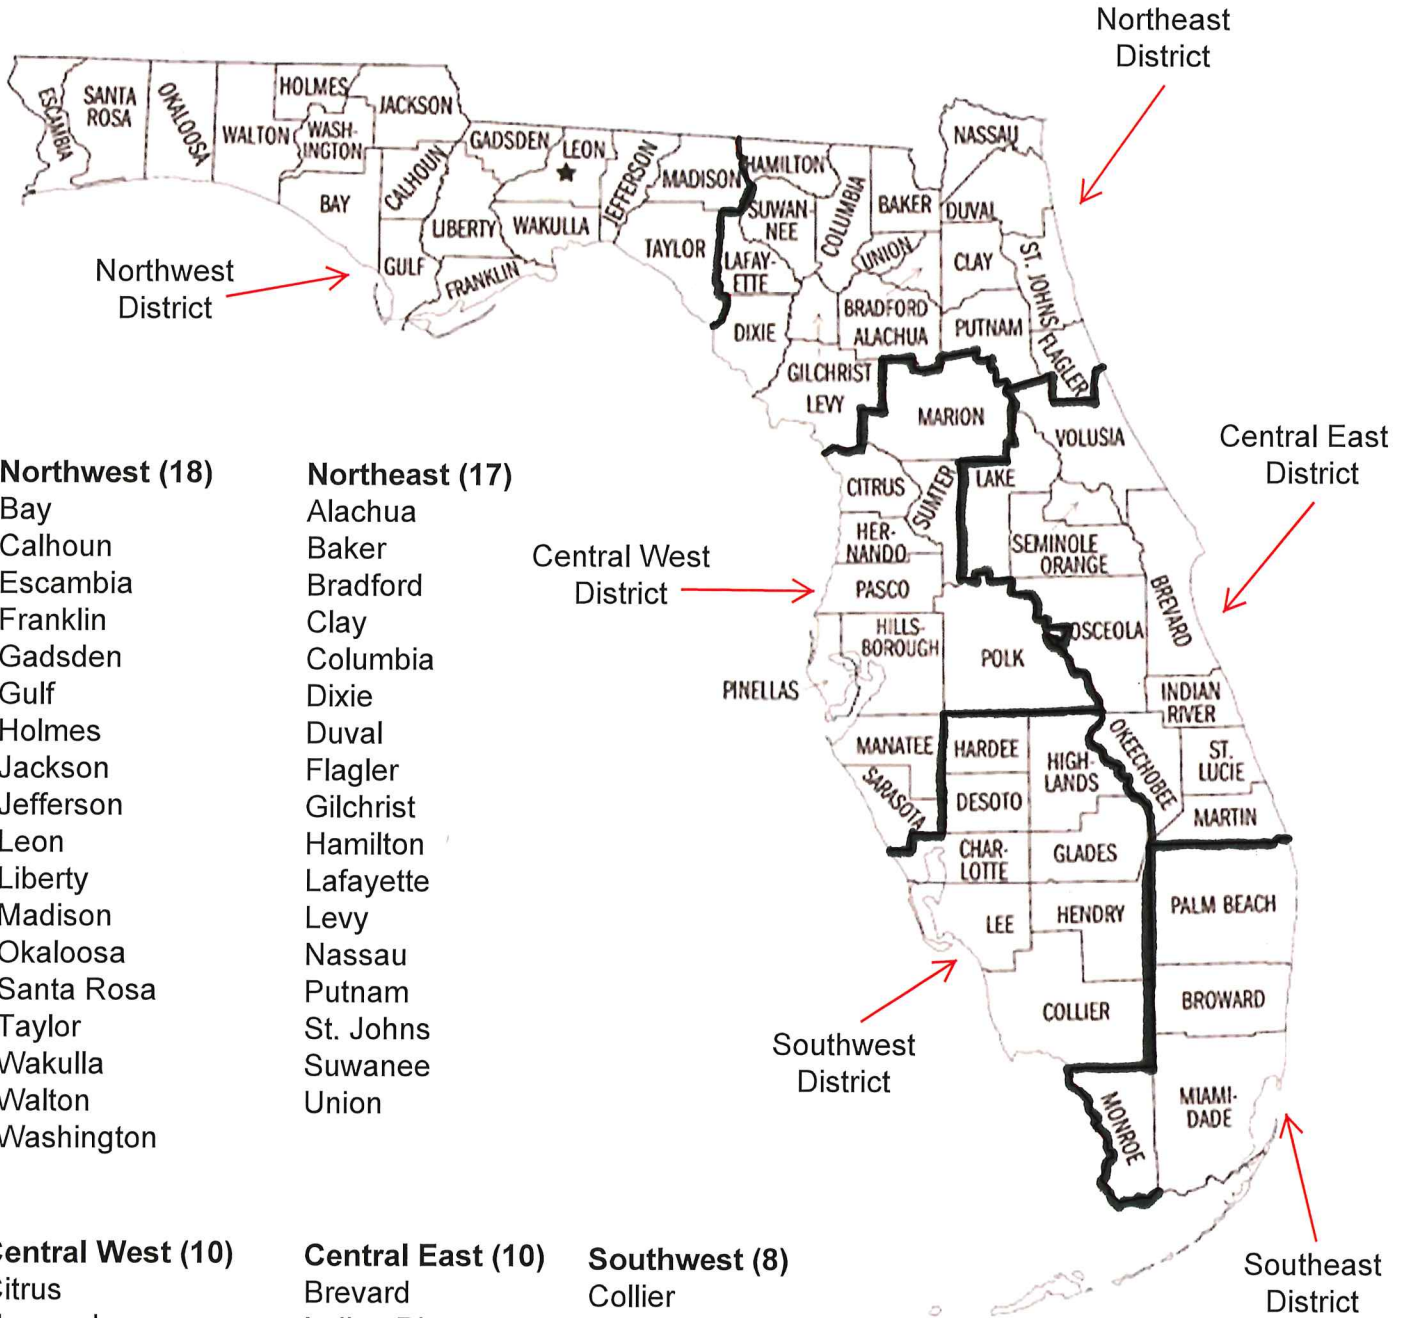 Northeast
District
NASSAU
HOLMES
JACKSON
SANTA
ROSA
ESCAMBIA
OKALOOSA
WALTON
WASH-
INGTON
GADSDEN
LEON
JEFFERSON
MADISON
HAMILTON
COLUMBIA
BAKER
DUVAL
BAY
CALHOUN
LIBERTY
WAKULLA
TAYLOR
SUWAN-
NEE
LAFAY-
ETTE
UNION
CLAY
ST. JOHNS
GULF
FRANKLIN
Northwest
District
DIXIE
BRADFORD
ALACHUA
PUTNAM
FLAGLER
GILCHRIST
LEVY
MARION
VOLUSIA
Central East
District
CITRUS
SUMTER
LAKE
HER-
NANDO
SEMINOLE
ORANGE
Central West
District
PASCO
BREVARD
HILLS-
BOROUGH
POLK
OSCEOLA
PINELLAS
INDIAN
RIVER
MANATEE
HARDEE
HIGH-
LANDS
OKEECHOBEE
ST.
LUCIE
SARASOTA
DESOTO
MARTIN
CHAR-
LOTTE
GLADES
LEE
HENDRY
PALM BEACH
COLLIER
BROWARD
Southwest
District
MONROE
MIAMI-
DADE
Southeast
District
Northwest (18)
Bay
Calhoun
Escambia
Franklin
Gadsden
Gulf
Holmes
Jackson
Jefferson
Leon
Liberty
Madison
Okaloosa
Santa Rosa
Taylor
Wakulla
Walton
Washington
Northeast (17)
Alachua
Baker
Bradford
Clay
Columbia
Dixie
Duval
Flagler
Gilchrist
Hamilton
Lafayette
Levy
Nassau
Putnam
St. Johns
Suwanee
Union
Central West (10)
Citrus
Central East (10)
Brevard
Southwest (8)
Collier